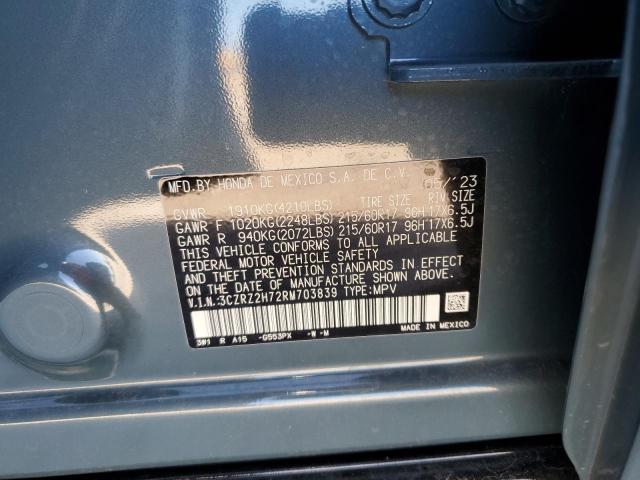 MFD.BY HONDA DE MEXICO S.A. DE C.V. 05/'23
GVWR 1910KG(4210LBS) TIRE SIZE RIM SIZE
GAWR F 1020KG(2248LBS) 215/60R17 96H 17X6.5J
GAWR R 940KG(2072LBS) 215/60R17 96H 17X6.5J
THIS VEHICLE CONFORMS TO ALL APPLICABLE
FEDERAL MOTOR VEHICLE SAFETY
AND THEFT PREVENTION STANDARDS IN EFFECT
ON THE DATE OF MANUFACTURE SHOWN ABOVE.
V.I.N.:3CZRZ2H72RM703839 TYPE:MPV
3W1 R A15 -G553PX -W -M MADE IN MEXICO